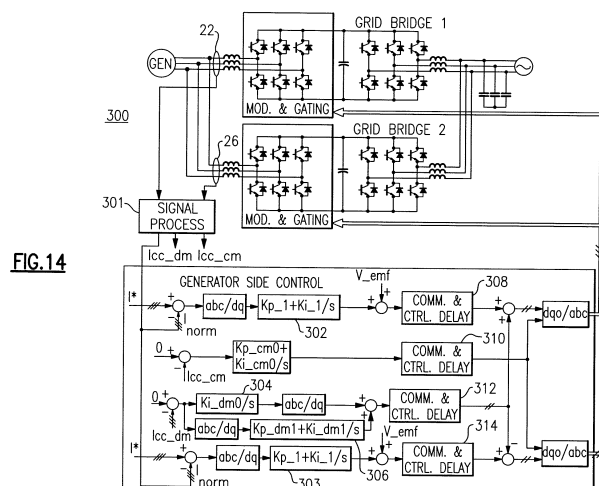 22
GRID BRIDGE 1
GEN
MOD. & GATING
300
26
GRID BRIDGE 2
MOD. & GATING
301
SIGNAL
PROCESS
Icc_dm Icc_cm
FIG.14
GENERATOR SIDE CONTROL
V_emf
308
I* + + + COMM. & + dqo/abc
abc/dq Kp_1+Ki_1/s CTRL. DELAY
- I
norm
302
310
0 + Kp_cm0+ COMM. &
- Ki_cm0/s CTRL. DELAY
Icc_cm
304
312
0 + Ki_dm0/s abc/dq + COMM. &
- + CTRL. DELAY
Icc_dm abc/dq Kp_dm1+Ki_dm1/s
306
V_emf
314
I* + + + COMM. & - dqo/abc
abc/dq Kp_1+Ki_1/s CTRL. DELAY +
- I
norm
303